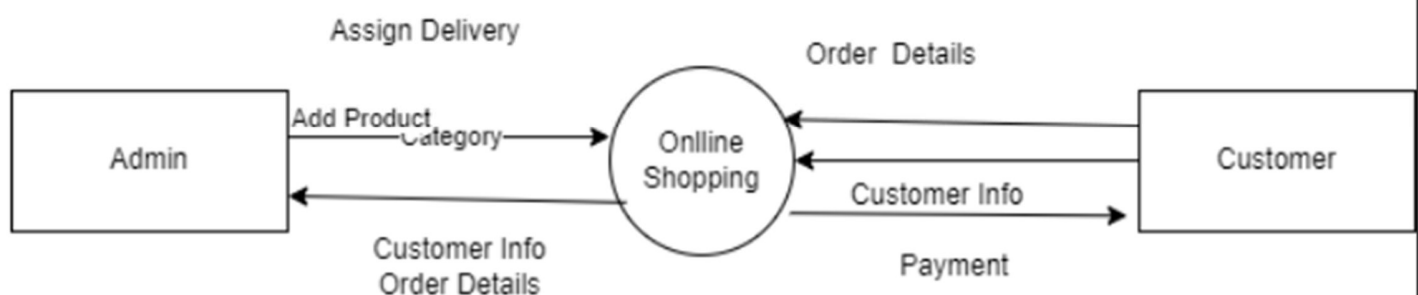 Assign Delivery
Order Details
Add Product
Category
Admin
Onlline
Shopping
Customer
Customer Info
Customer Info
Order Details
Payment